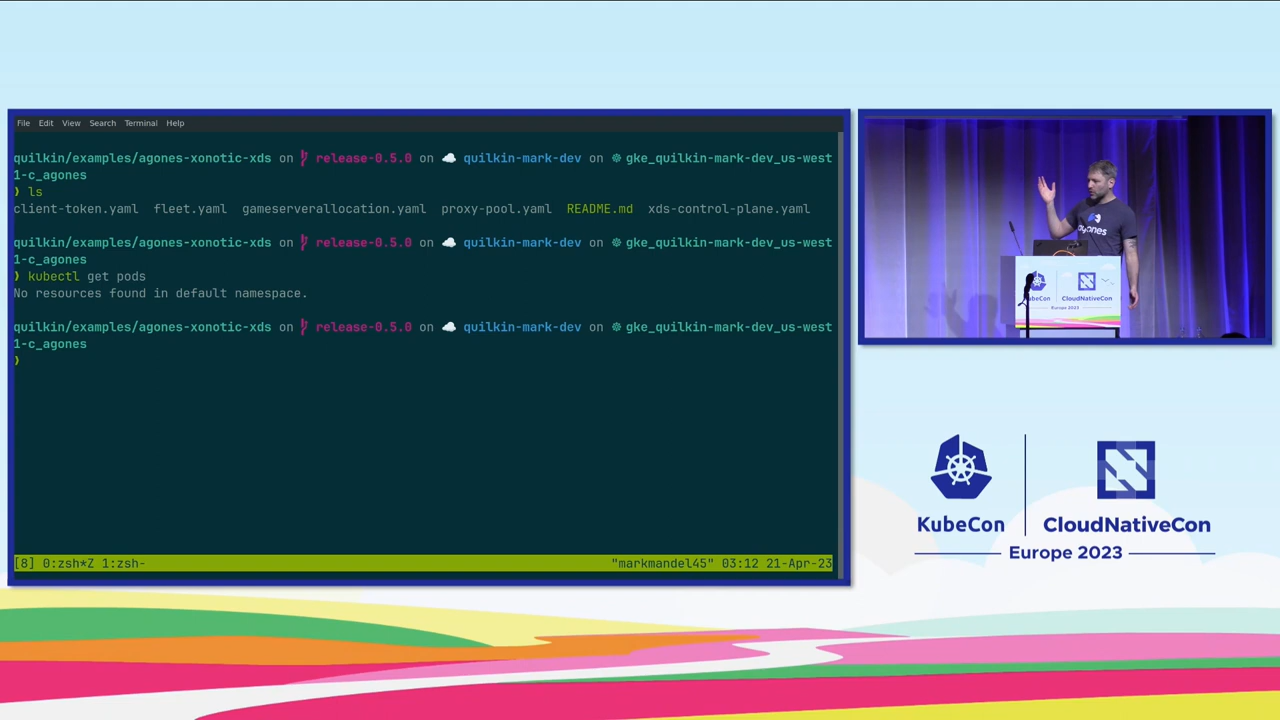 File Edit View Search Terminal Help
quilkin/examples/agones-xonotic-xds on release-0.5.0 on ☁ quilkin-mark-dev on ☸ gke_quilkin-mark-dev_us-west
1-c_agones
❯ ls
client-token.yaml fleet.yaml gameserverallocation.yaml proxy-pool.yaml README.md xds-control-plane.yaml
quilkin/examples/agones-xonotic-xds on release-0.5.0 on ☁ quilkin-mark-dev on ☸ gke_quilkin-mark-dev_us-west
1-c_agones
❯ kubectl get pods
No resources found in default namespace.
quilkin/examples/agones-xonotic-xds on release-0.5.0 on ☁ quilkin-mark-dev on ☸ gke_quilkin-mark-dev_us-west
1-c_agones
❯
[8] 0:zsh*Z 1:zsh- "markmandel45" 03:12 21-Apr-23
agones
KubeCon CloudNativeCon
Europe 2023
KubeCon CloudNativeCon
Europe 2023